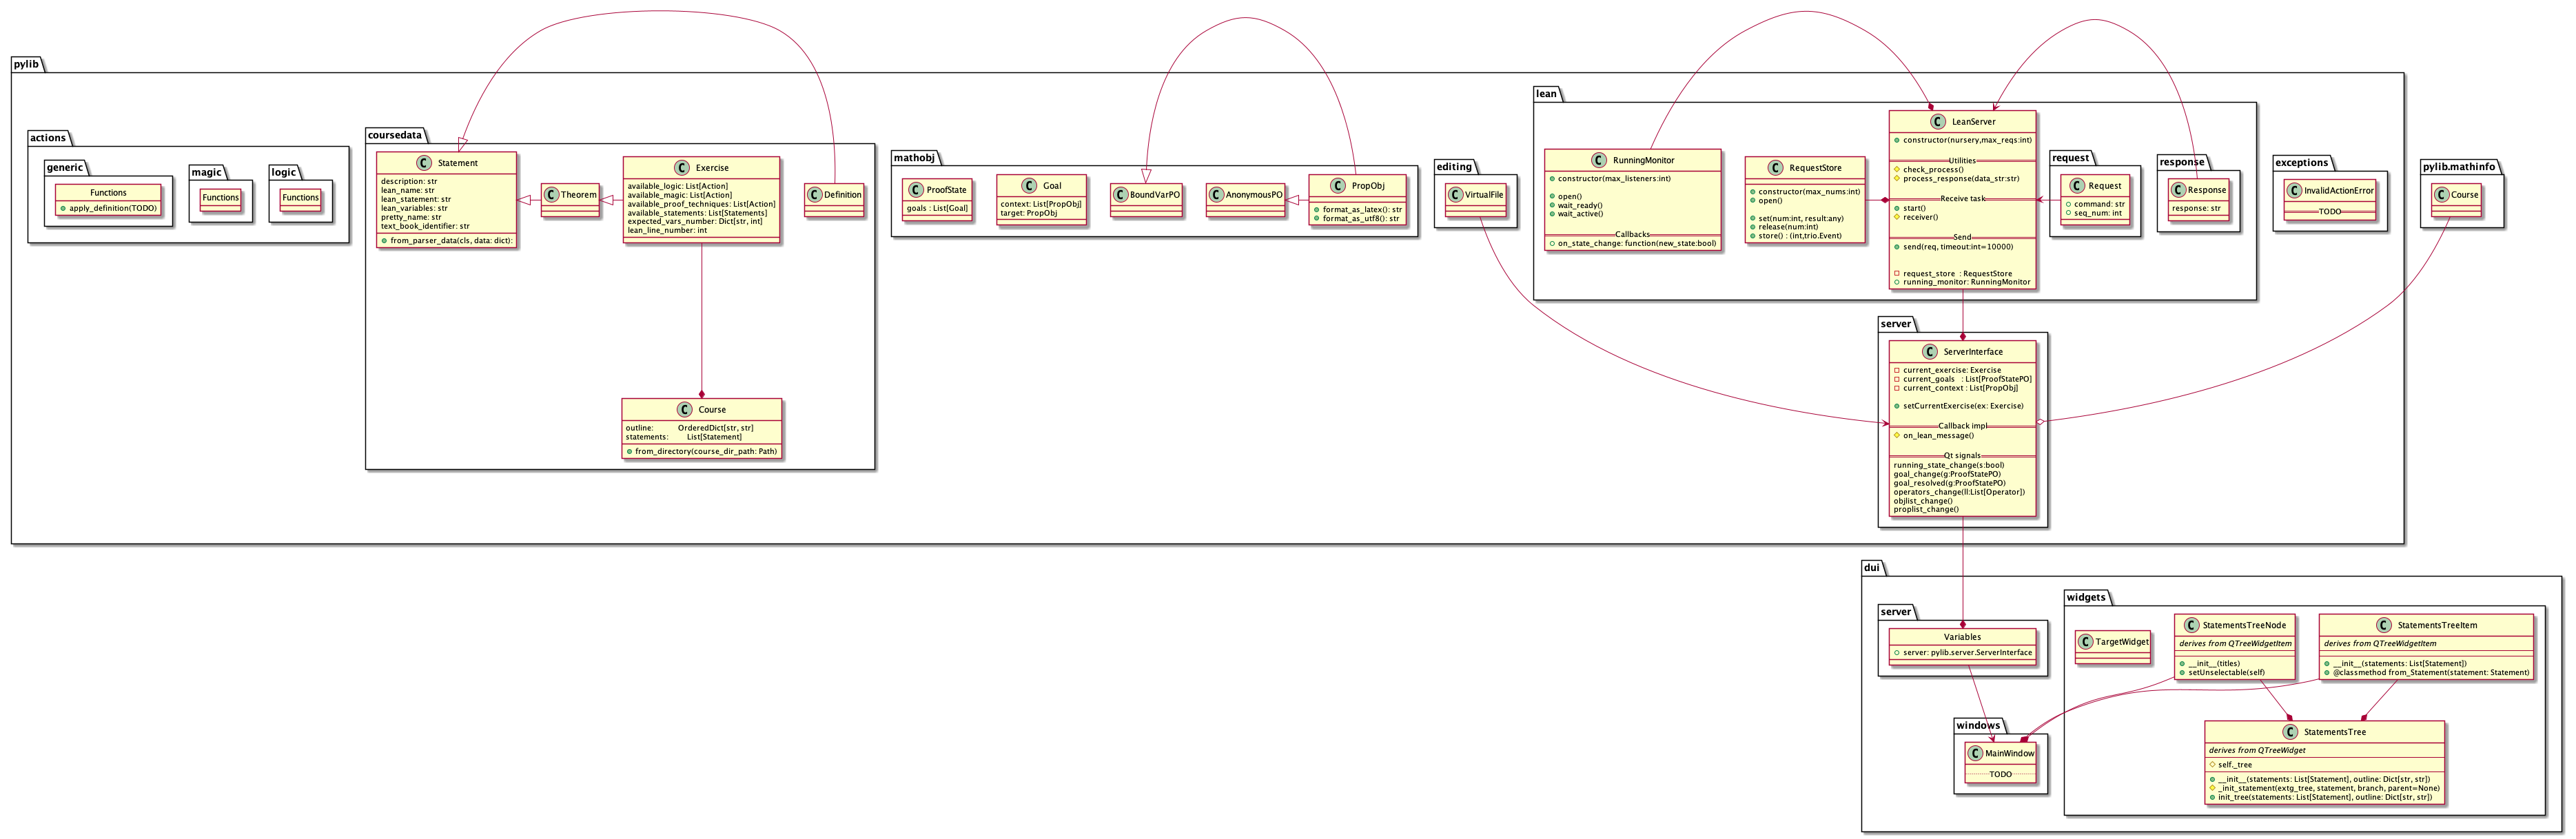 pylib
actions
generic
Functions
apply_definition(TODO)
magic
Functions
logic
Functions
coursedata
C Statement
description: str
lean_name: str
lean_statement: str
lean_variables: str
pretty_name: str
text_book_identifier: str
from_parser_data(cls, data: dict):
C Theorem
C Exercise
available_logic: List[Action]
available_magic: List[Action]
available_proof_techniques: List[Action]
available_statements: List[Statements]
expected_vars_number: Dict[str, int]
lean_line_number: int
C Definition
C Course
outline: OrderedDict[str, str]
statements: List[Statement]
from_directory(course_dir_path: Path)
mathobj
C ProofState
goals : List[Goal]
C Goal
context: List[PropObj]
target: PropObj
C BoundVarPO
C AnonymousPO
C PropObj
format_as_latex(): str
format_as_utf8(): str
editing
C VirtualFile
lean
C RunningMonitor
constructor(max_listeners:int)
open()
wait_ready()
wait_active()
Callbacks
on_state_change: function(new_state:bool)
C RequestStore
constructor(max_nums:int)
open()
set(num:int, result:any)
release(num:int)
store() : (int,trio.Event)
C LeanServer
constructor(nursery,max_reqs:int)
Utilities
check_process()
process_response(data_str:str)
Receive task
start()
receiver()
Send
send(req, timeout:int=10000)
request_store : RequestStore
running_monitor: RunningMonitor
request
C Request
command: str
seq_num: int
response
C Response
response: str
exceptions
C InvalidActionError
TODO
pylib.mathinfo
C Course
server
C ServerInterface
current_exercise: Exercise
current_goals : List[ProofStatePO]
current_context : List[PropObj]
setCurrentExercise(ex: Exercise)
Callback impl
on_lean_message()
Qt signals
running_state_change(s:bool)
goal_change(g:ProofStatePO)
goal_resolved(g:ProofStatePO)
operators_change(ll:List[Operator])
objlist_change()
proplist_change()
dui
server
Variables
server: pylib.server.ServerInterface
windows
C MainWindow
TODO
widgets
C TargetWidget
C StatementsTreeNode
derives from QTreeWidgetItem
__init__(titles)
setUnselectable(self)
C StatementsTreeItem
derives from QTreeWidgetItem
__init__(statements: List[Statement])
@classmethod from_Statement(statement: Statement)
C StatementsTree
derives from QTreeWidget
self._tree
__init__(statements: List[Statement], outline: Dict[str, str])
_init_statement(extg_tree, statement, branch, parent=None)
init_tree(statements: List[Statement], outline: Dict[str, str])